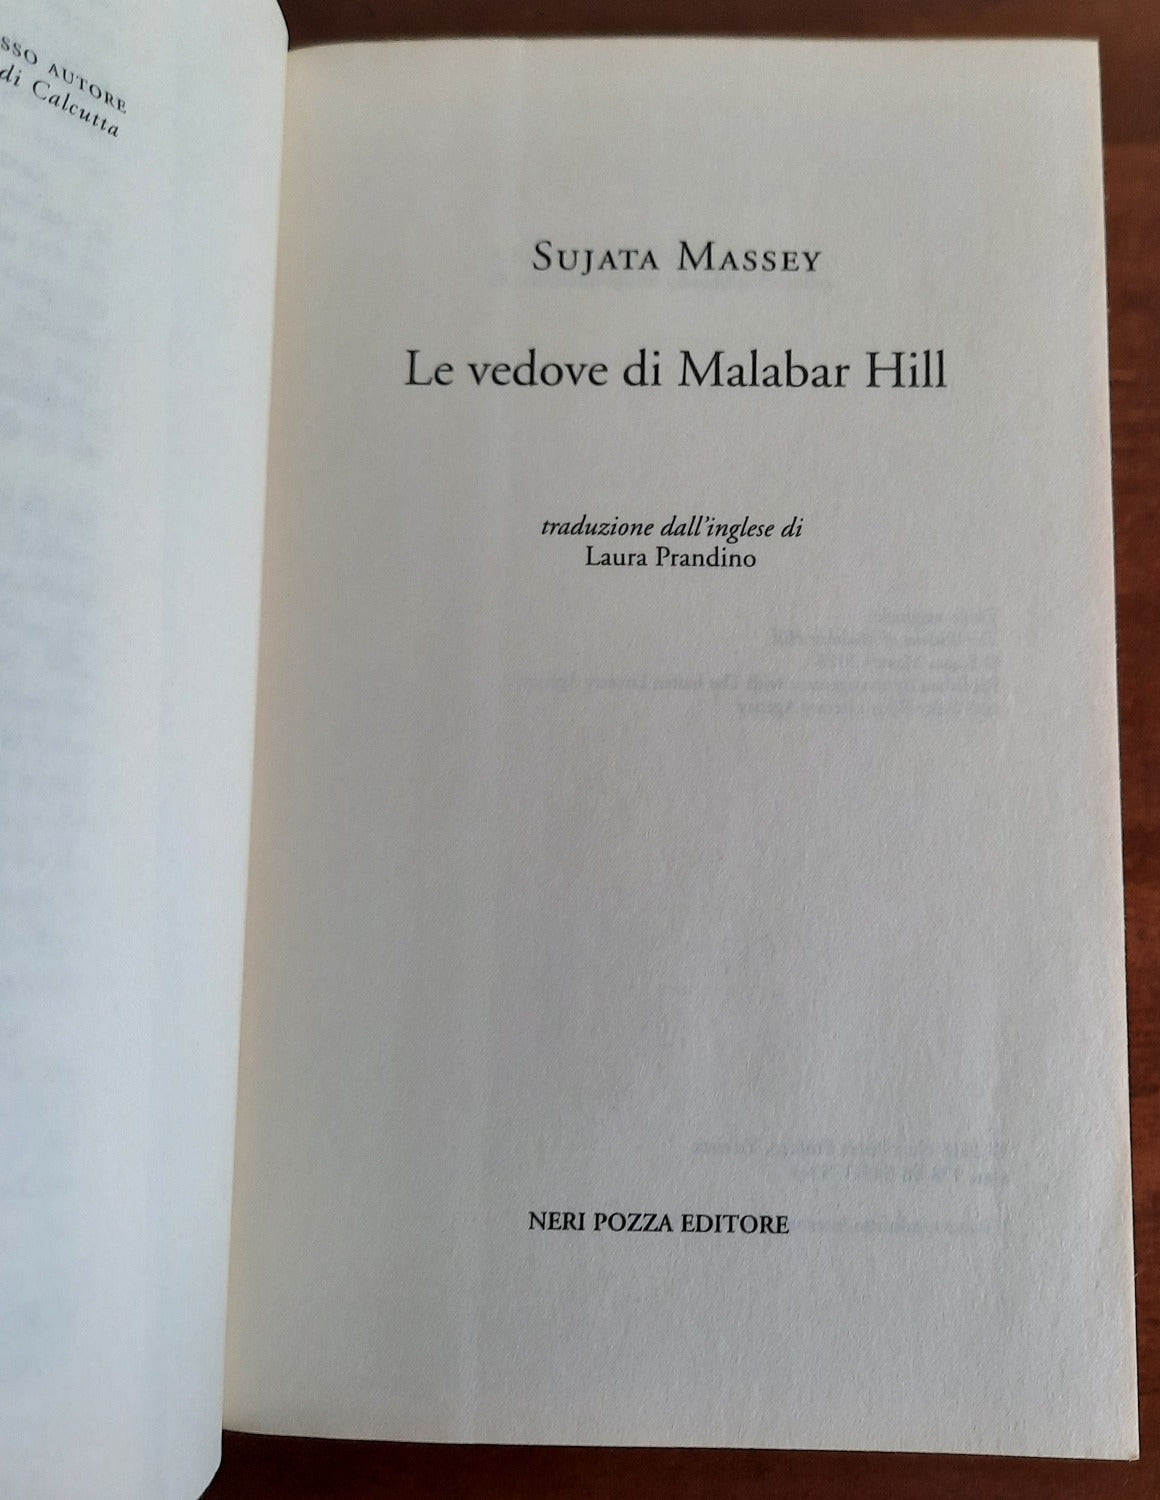 SSO AUTORE
di Calcutta
SUJATA MASSEY
Le vedove di Malabar Hill
traduzione dall'inglese di
Laura Prandino
NERI POZZA EDITORE